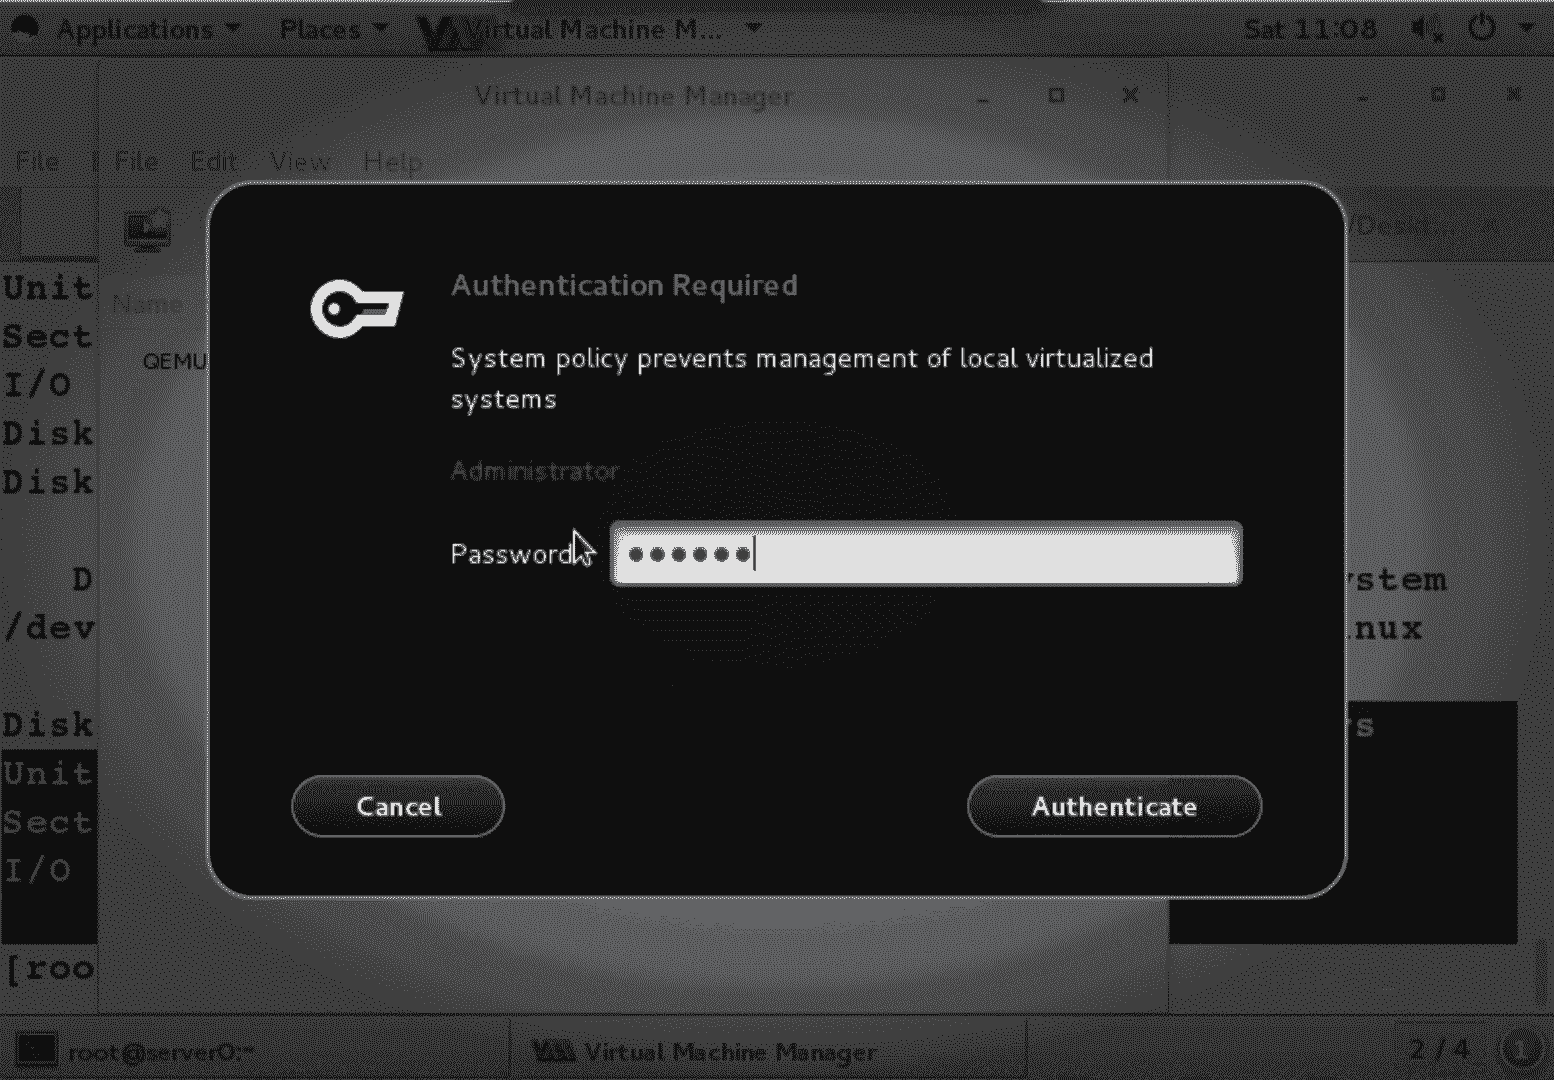 Applications Places Virtual Machine M... Sat 11:08
Virtual Machine Manager
File File Edit View Help
Name
QEMU
Unit
Sect
I/O
Disk
Disk
D
/dev
Disk
Unit
Sect
I/O
[roo
Authentication Required
System policy prevents management of local virtualized
systems
Administrator
Password
Cancel Authenticate
ystem
nux
s
root@server0:~ Virtual Machine Manager 2 / 4 1